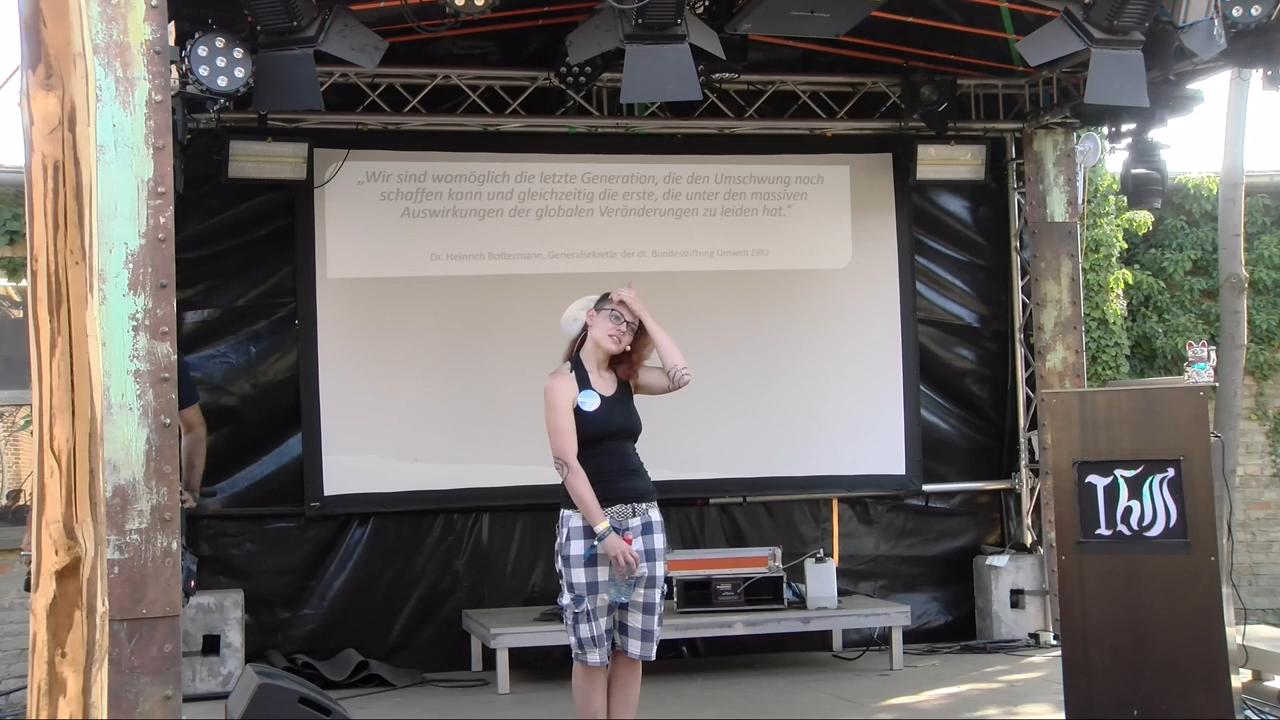 „Wir sind womöglich die letzte Generation, die den Umschwung noch
schaffen kann und gleichzeitig die erste, die unter den massiven
Auswirkungen der globalen Veränderungen zu leiden hat.“
Dr. Heinrich Bottermann, Generalsekretär der dt. Bundesstiftung Umwelt DBU